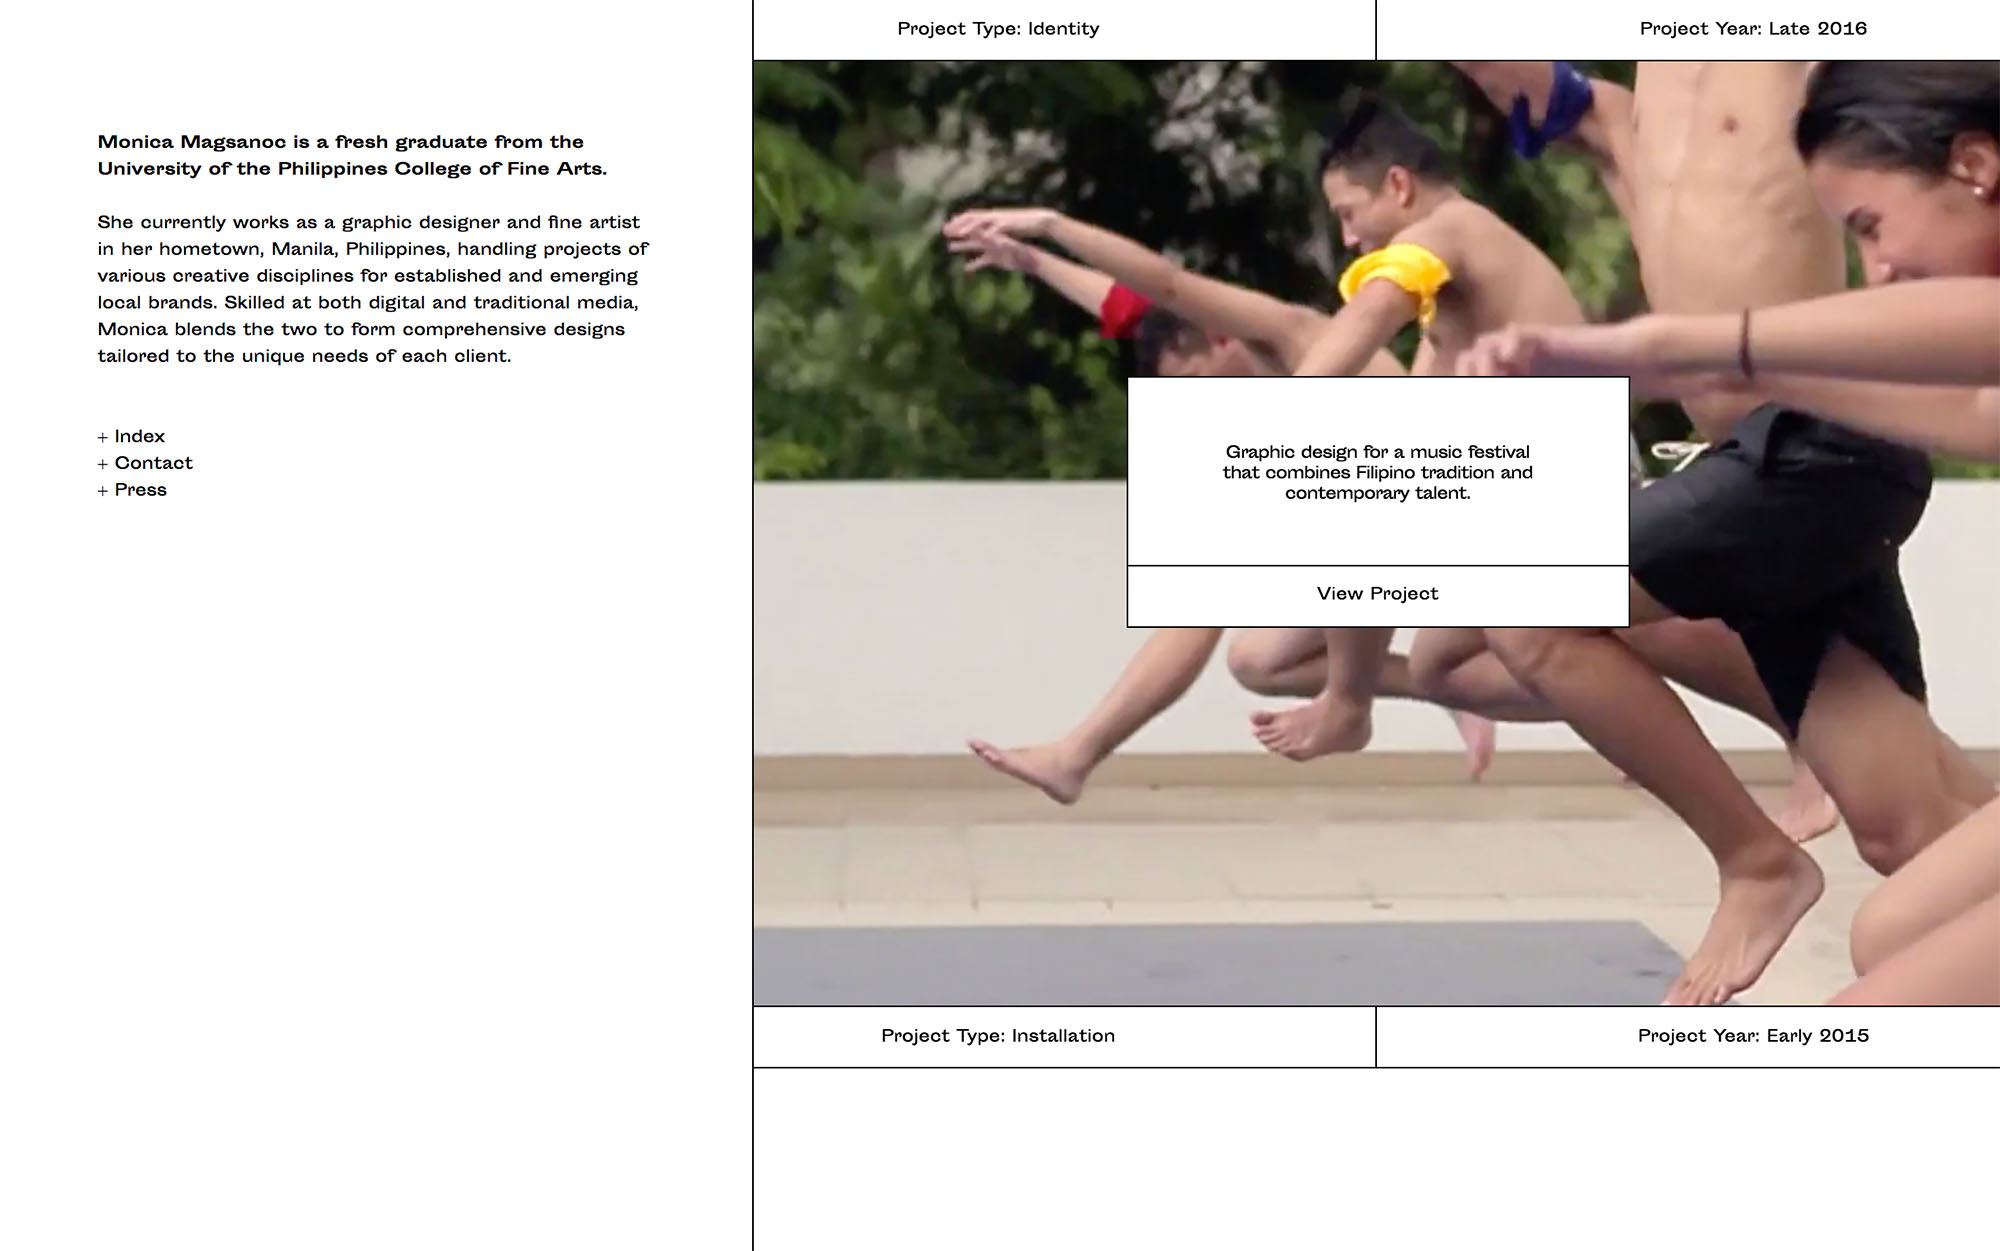 Monica Magsanoc is a fresh graduate from the
University of the Philippines College of Fine Arts.
She currently works as a graphic designer and fine artist
in her hometown, Manila, Philippines, handling projects of
various creative disciplines for established and emerging
local brands. Skilled at both digital and traditional media,
Monica blends the two to form comprehensive designs
tailored to the unique needs of each client.
+ Index
+ Contact
+ Press
Project Type: Identity
Project Year: Late 2016
Graphic design for a music festival
that combines Filipino tradition and
contemporary talent.
View Project
Project Type: Installation
Project Year: Early 2015